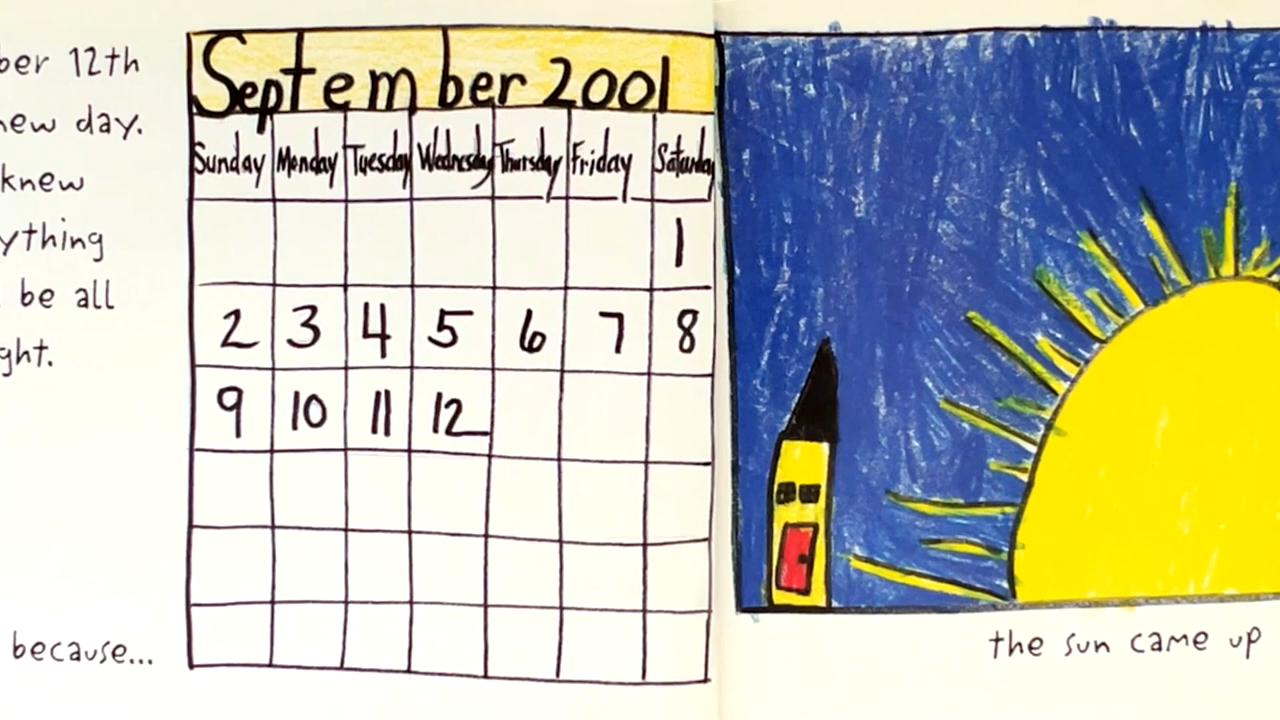 ber 12th
new day.
knew
ything
be all
ght.
because...
September 2001
Sunday Monday Tuesday Wednesday Thursday Friday Saturday
1
2 3 4 5 6 7 8
9 10 11 12
the sun came up